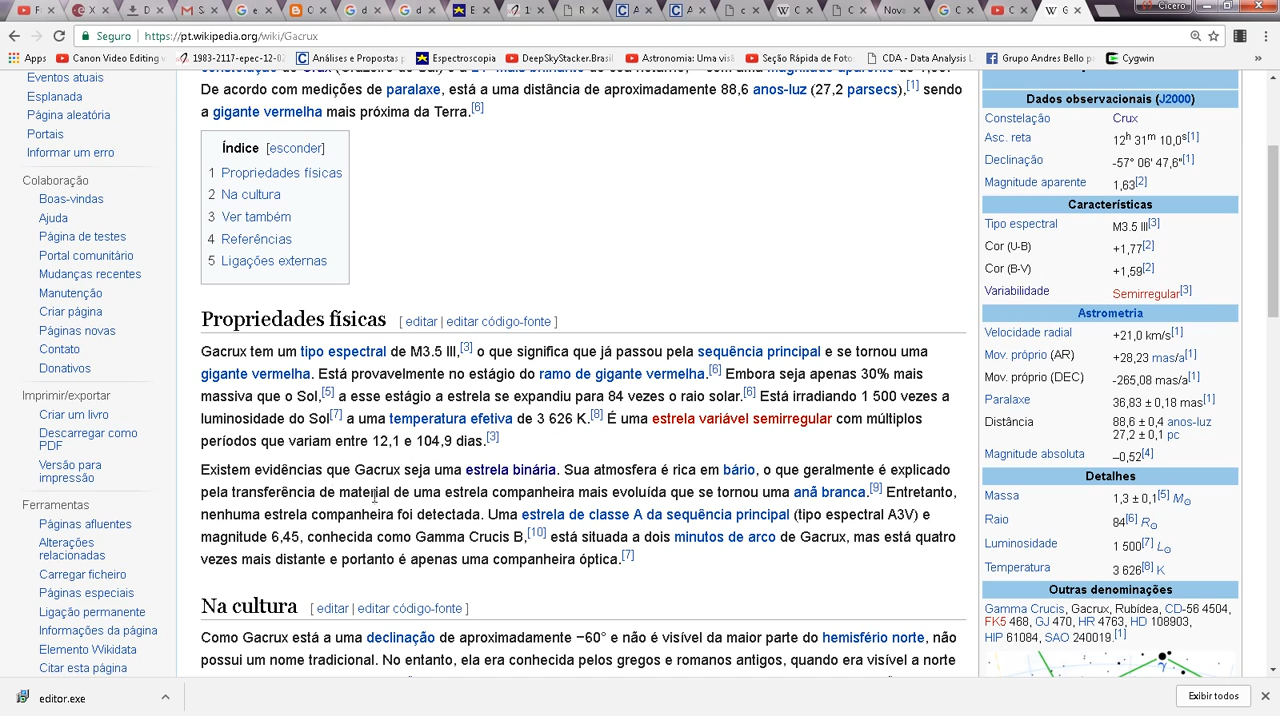 Cicero
F
X
D
M S
G e
B O
G d
G d
E
1
R
C A
C A
c
W C
C
Nova
G C
C
W G
Seguro | https://pt.wikipedia.org/wiki/Gacrux
Apps Canon Video Editing 1983-2117-epec-12-0 Análises e Propostas Espectroscopia DeepSkyStacker.Brasil Astronomia: Uma visã Seção Rápida de Foto CDA - Data Analysis Grupo Andres Bello pa Cygwin »
Eventos atuais
Esplanada
Página aleatória
Portais
Informar um erro
Colaboração
Boas-vindas
Ajuda
Página de testes
Portal comunitário
Mudanças recentes
Manutenção
Criar página
Páginas novas
Contato
Donativos
Imprimir/exportar
Criar um livro
Descarregar como
PDF
Versão para
impressão
Ferramentas
Páginas afluentes
Alterações
relacionadas
Carregar ficheiro
Páginas especiais
Ligação permanente
Informações da página
Elemento Wikidata
Citar esta página
De acordo com medições de paralaxe, está a uma distância de aproximadamente 88,6 anos-luz (27,2 parsecs),[1] sendo
a gigante vermelha mais próxima da Terra.[6]
Índice [esconder]
1 Propriedades físicas
2 Na cultura
3 Ver também
4 Referências
5 Ligações externas
Propriedades físicas [ editar | editar código-fonte ]
Gacrux tem um tipo espectral de M3.5 III,[3] o que significa que já passou pela sequência principal e se tornou uma
gigante vermelha. Está provavelmente no estágio do ramo de gigante vermelha.[6] Embora seja apenas 30% mais
massiva que o Sol,[5] a esse estágio a estrela se expandiu para 84 vezes o raio solar.[6] Está irradiando 1 500 vezes a
luminosidade do Sol[7] a uma temperatura efetiva de 3 626 K.[8] É uma estrela variável semirregular com múltiplos
períodos que variam entre 12,1 e 104,9 dias.[3]
Existem evidências que Gacrux seja uma estrela binária. Sua atmosfera é rica em bário, o que geralmente é explicado
pela transferência de material de uma estrela companheira mais evoluída que se tornou uma anã branca.[9] Entretanto,
nenhuma estrela companheira foi detectada. Uma estrela de classe A da sequência principal (tipo espectral A3V) e
magnitude 6,45, conhecida como Gamma Crucis B,[10] está situada a dois minutos de arco de Gacrux, mas está quatro
vezes mais distante e portanto é apenas uma companheira óptica.[7]
Na cultura [ editar | editar código-fonte ]
Como Gacrux está a uma declinação de aproximadamente −60° e não é visível da maior parte do hemisfério norte, não
possui um nome tradicional. No entanto, ela era conhecida pelos gregos e romanos antigos, quando era visível a norte
Dados observacionais (J2000)
Constelação Crux
Asc. reta 12h 31m 10,0s[1]
Declinação -57° 06' 47,6"[1]
Magnitude aparente 1,63[2]
Características
Tipo espectral M3.5 III[3]
Cor (U-B) +1,77[2]
Cor (B-V) +1,59[2]
Variabilidade Semirregular[3]
Astrometria
Velocidade radial +21,0 km/s[1]
Mov. próprio (AR) +28,23 mas/a[1]
Mov. próprio (DEC) -265,08 mas/a[1]
Paralaxe 36,83 ± 0,18 mas[1]
Distância 88,6 ± 0,4 anos-luz
27,2 ± 0,1 pc
Magnitude absoluta –0,52[4]
Detalhes
Massa 1,3 ± 0,1[5] M☉
Raio 84[6] R☉
Luminosidade 1 500[7] L☉
Temperatura 3 626[8] K
Outras denominações
Gamma Crucis, Gacrux, Rubídea, CD-56 4504,
FK5 468, GJ 470, HR 4763, HD 108903,
HIP 61084, SAO 240019.[1]
γ
editor.exe
Exibir todos